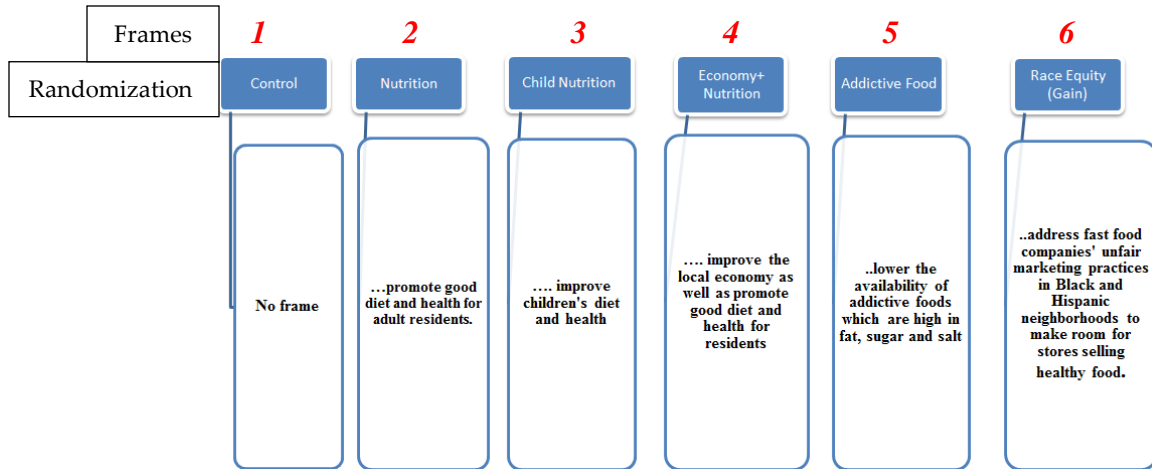 Frames
1
2
3
4
5
6
Randomization
Control
Nutrition
Child Nutrition
Economy+
Nutrition
Addictive Food
Race Equity
(Gain)
No frame
…promote good
diet and health for
adult residents.
…. improve
children's diet
and health
…. improve the
local economy as
well as promote
good diet and
health for
residents
..lower the
availability of
addictive foods
which are high in
fat, sugar and salt
..address fast food
companies' unfair
marketing practices
in Black and
Hispanic
neighborhoods to
make room for
stores selling
healthy food.